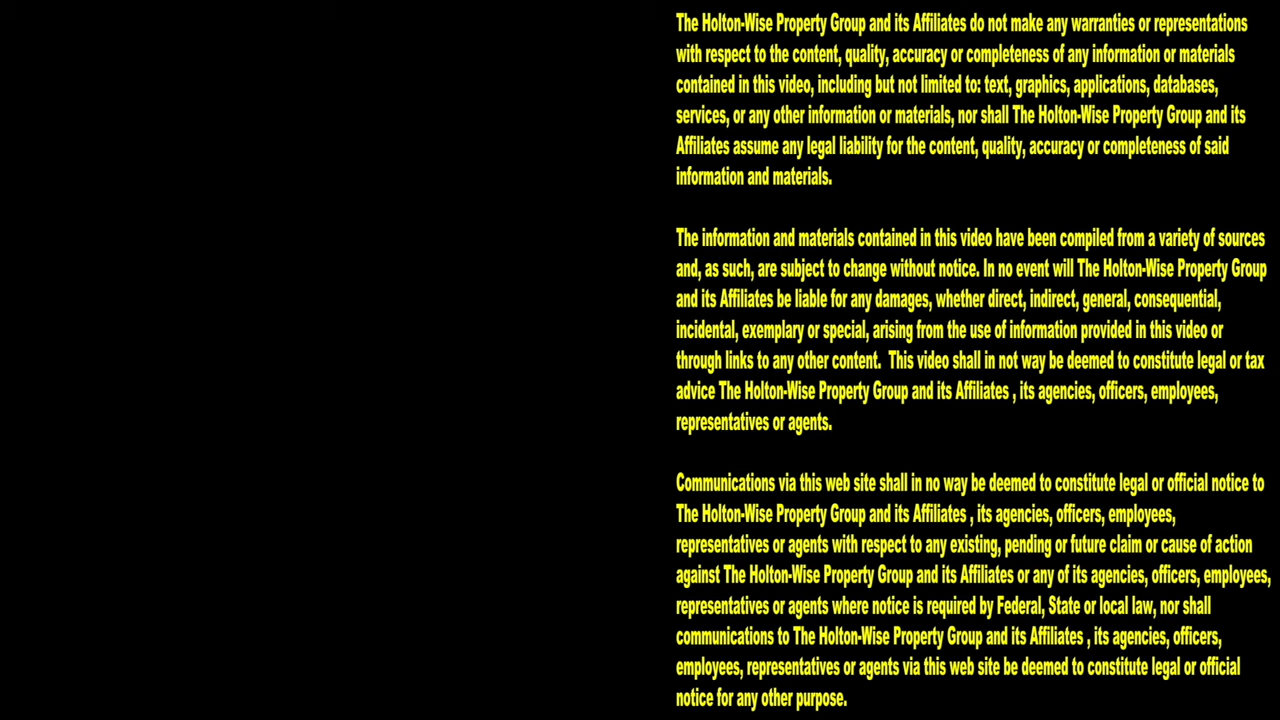 The Holton-Wise Property Group and its Affiliates do not make any warranties or representations
with respect to the content, quality, accuracy or completeness of any information or materials
contained in this video, including but not limited to: text, graphics, applications, databases,
services, or any other information or materials, nor shall The Holton-Wise Property Group and its
Affiliates assume any legal liability for the content, quality, accuracy or completeness of said
information and materials.
The information and materials contained in this video have been compiled from a variety of sources
and, as such, are subject to change without notice. In no event will The Holton-Wise Property Group
and its Affiliates be liable for any damages, whether direct, indirect, general, consequential,
incidental, exemplary or special, arising from the use of information provided in this video or
through links to any other content.  This video shall in not way be deemed to constitute legal or tax
advice The Holton-Wise Property Group and its Affiliates , its agencies, officers, employees,
representatives or agents.
Communications via this web site shall in no way be deemed to constitute legal or official notice to
The Holton-Wise Property Group and its Affiliates , its agencies, officers, employees,
representatives or agents with respect to any existing, pending or future claim or cause of action
against The Holton-Wise Property Group and its Affiliates or any of its agencies, officers, employees,
representatives or agents where notice is required by Federal, State or local law, nor shall
communications to The Holton-Wise Property Group and its Affiliates , its agencies, officers,
employees, representatives or agents via this web site be deemed to constitute legal or official
notice for any other purpose.